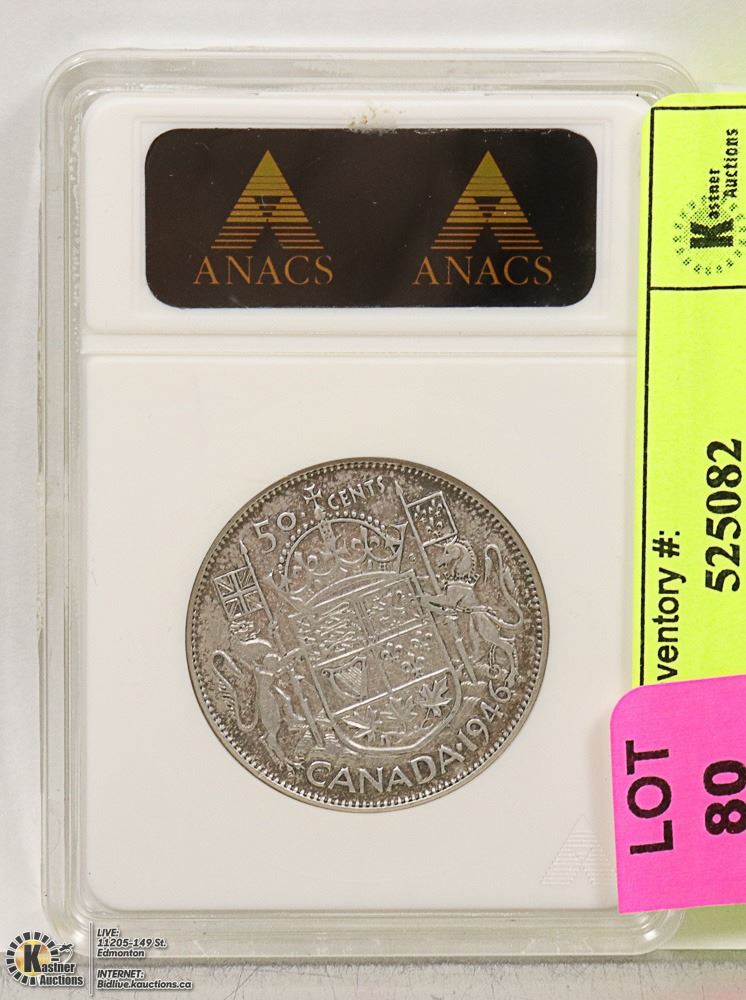 ANACS ANACS
50 CENTS
CANADA·1946
Kastner
Auctions
ventory #:
525082
LOT
89
Kastner
Auctions
LIVE:
11205-149 St.
Edmonton
INTERNET:
Bidlive.kauctions.ca